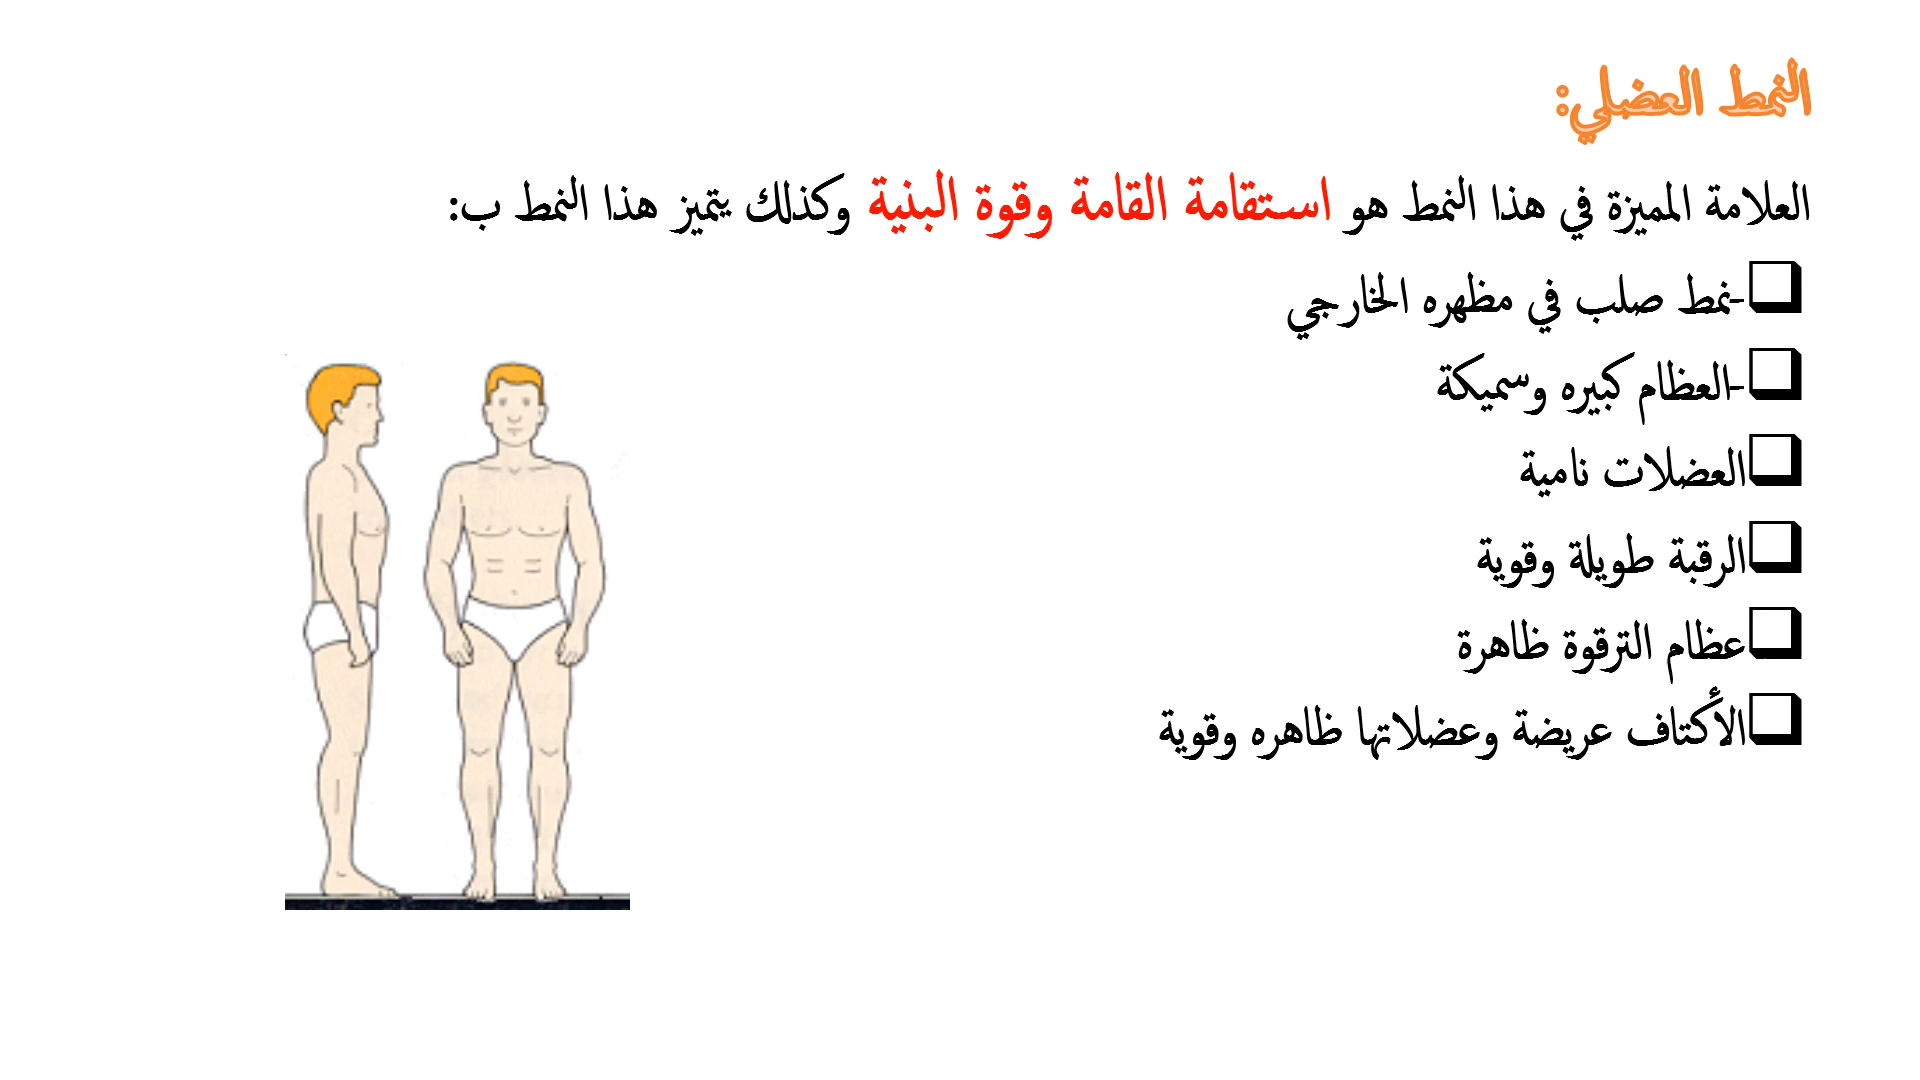 النمط العضلي:
العلامة المميزة في هذا النمط هو استقامة القامة وقوة البنية وكذلك يتميز هذا النمط ب:
-نمط صلب في مظهره الخارجي
-العظام كبيره وسميكة
العضلات نامية
الرقبة طويلة وقوية
عظام الترقوة ظاهرة
الأكتاف عريضة وعضلاتها ظاهره وقوية